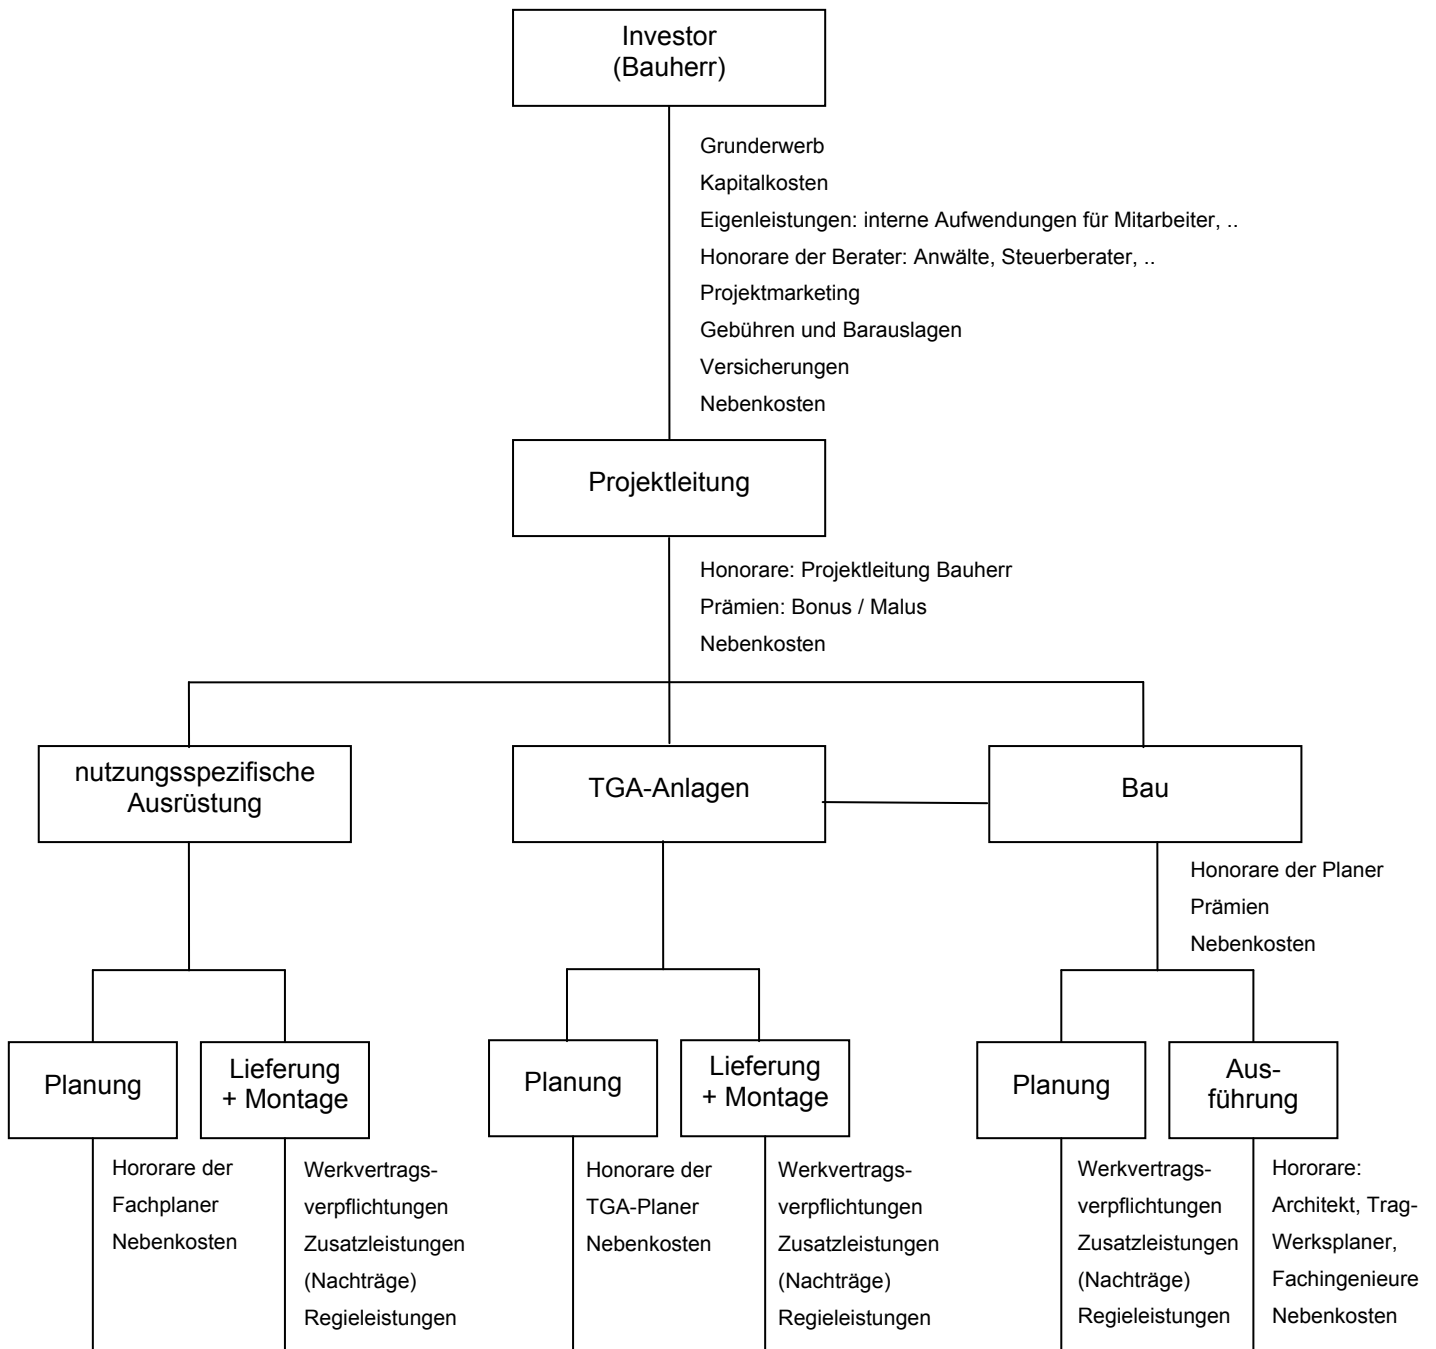 Investor
(Bauherr)
Grunderwerb
Kapitalkosten
Eigenleistungen: interne Aufwendungen für Mitarbeiter, ..
Honorare der Berater: Anwälte, Steuerberater, ..
Projektmarketing
Gebühren und Barauslagen
Versicherungen
Nebenkosten
Projektleitung
Honorare: Projektleitung Bauherr
Prämien: Bonus / Malus
Nebenkosten
nutzungsspezifische
Ausrüstung
TGA-Anlagen
Bau
Honorare der Planer
Prämien
Nebenkosten
Planung
Lieferung
+ Montage
Planung
Lieferung
+ Montage
Planung
Aus-
führung
Hororare der
Fachplaner
Nebenkosten
Werkvertrags-
verpflichtungen
Zusatzleistungen
(Nachträge)
Regieleistungen
Honorare der
TGA-Planer
Nebenkosten
Werkvertrags-
verpflichtungen
Zusatzleistungen
(Nachträge)
Regieleistungen
Werkvertrags-
verpflichtungen
Zusatzleistungen
(Nachträge)
Regieleistungen
Hororare:
Architekt, Trag-
Werksplaner,
Fachingenieure
Nebenkosten